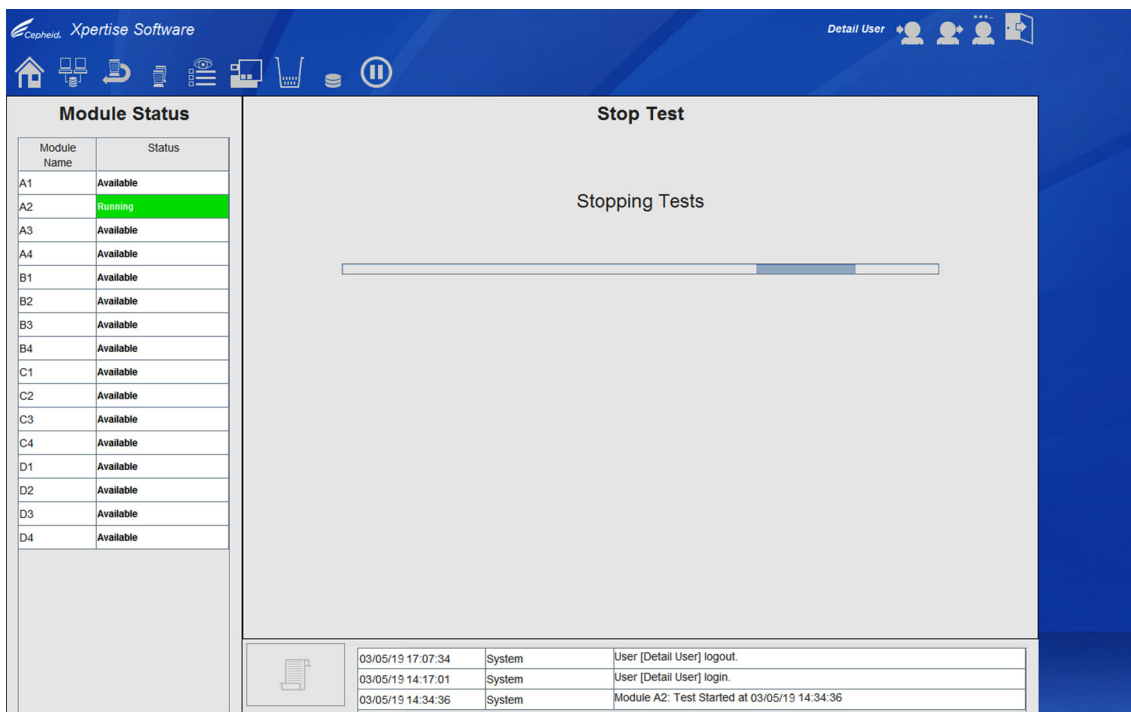 Cepheid. Xpertise Software
Detail User
Module Status
Stop Test
Module Name
Status
A1 Available
A2 Running
A3 Available
A4 Available
B1 Available
B2 Available
B3 Available
B4 Available
C1 Available
C2 Available
C3 Available
C4 Available
D1 Available
D2 Available
D3 Available
D4 Available
Stopping Tests
03/05/19 17:07:34 System User [Detail User] logout.
03/05/19 14:17:01 System User [Detail User] login.
03/05/19 14:34:36 System Module A2: Test Started at 03/05/19 14:34:36